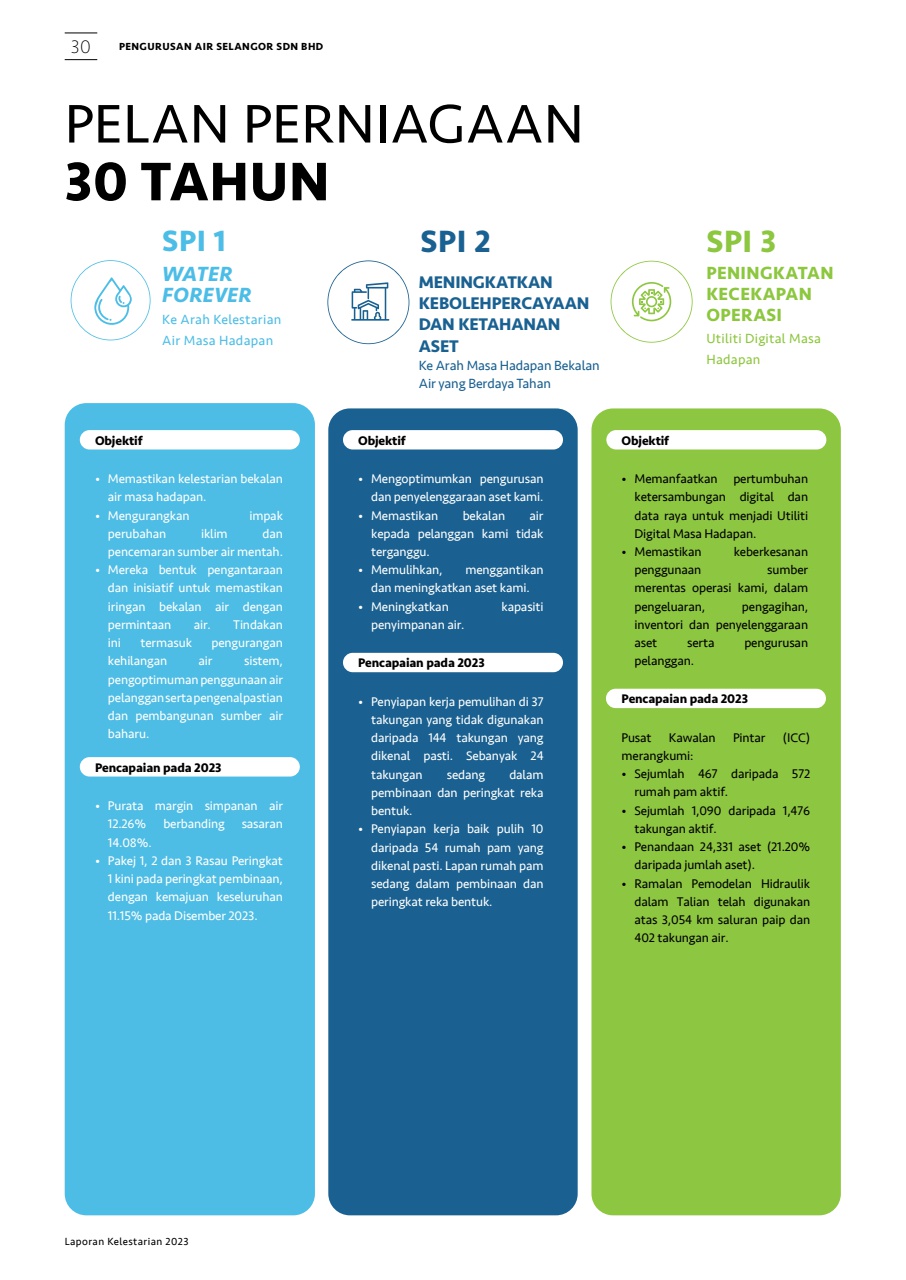 30
PENGURUSAN AIR SELANGOR SDN BHD
PELAN PERNIAGAAN
30 TAHUN
SPI 1
WATER
FOREVER
Ke Arah Kelestarian
Air Masa Hadapan
Objektif
• Memastikan kelestarian bekalan
air masa hadapan.
• Mengurangkan impak
perubahan iklim dan
pencemaran sumber air mentah.
• Mereka bentuk pengantaraan
dan inisiatif untuk memastikan
iringan bekalan air dengan
permintaan air. Tindakan
ini termasuk pengurangan
kehilangan air sistem,
pengoptimuman penggunaan air
pelanggan serta pengenalpastian
dan pembangunan sumber air
baharu.
Pencapaian pada 2023
• Purata margin simpanan air
12.26% berbanding sasaran
14.08%.
• Pakej 1, 2 dan 3 Rasau Peringkat
1 kini pada peringkat pembinaan,
dengan kemajuan keseluruhan
11.15% pada Disember 2023.
SPI 2
MENINGKATKAN
KEBOLEHPERCAYAAN
DAN KETAHANAN
ASET
Ke Arah Masa Hadapan Bekalan
Air yang Berdaya Tahan
Objektif
• Mengoptimumkan pengurusan
dan penyelenggaraan aset kami.
• Memastikan bekalan air
kepada pelanggan kami tidak
terganggu.
• Memulihkan, menggantikan
dan meningkatkan aset kami.
• Meningkatkan kapasiti
penyimpanan air.
Pencapaian pada 2023
• Penyiapan kerja pemulihan di 37
takungan yang tidak digunakan
daripada 144 takungan yang
dikenal pasti. Sebanyak 24
takungan sedang dalam
pembinaan dan peringkat reka
bentuk.
• Penyiapan kerja baik pulih 10
daripada 54 rumah pam yang
dikenal pasti. Lapan rumah pam
sedang dalam pembinaan dan
peringkat reka bentuk.
SPI 3
PENINGKATAN
KECEKAPAN
OPERASI
Utiliti Digital Masa
Hadapan
Objektif
• Memanfaatkan pertumbuhan
ketersambungan digital dan
data raya untuk menjadi Utiliti
Digital Masa Hadapan.
• Memastikan keberkesanan
penggunaan sumber
merentas operasi kami, dalam
pengeluaran, pengagihan,
inventori dan penyelenggaraan
aset serta pengurusan
pelanggan.
Pencapaian pada 2023
Pusat Kawalan Pintar (ICC)
merangkumi:
• Sejumlah 467 daripada 572
rumah pam aktif.
• Sejumlah 1,090 daripada 1,476
takungan aktif.
• Penandaan 24,331 aset (21.20%
daripada jumlah aset).
• Ramalan Pemodelan Hidraulik
dalam Talian telah digunakan
atas 3,054 km saluran paip dan
402 takungan air.
Laporan Kelestarian 2023